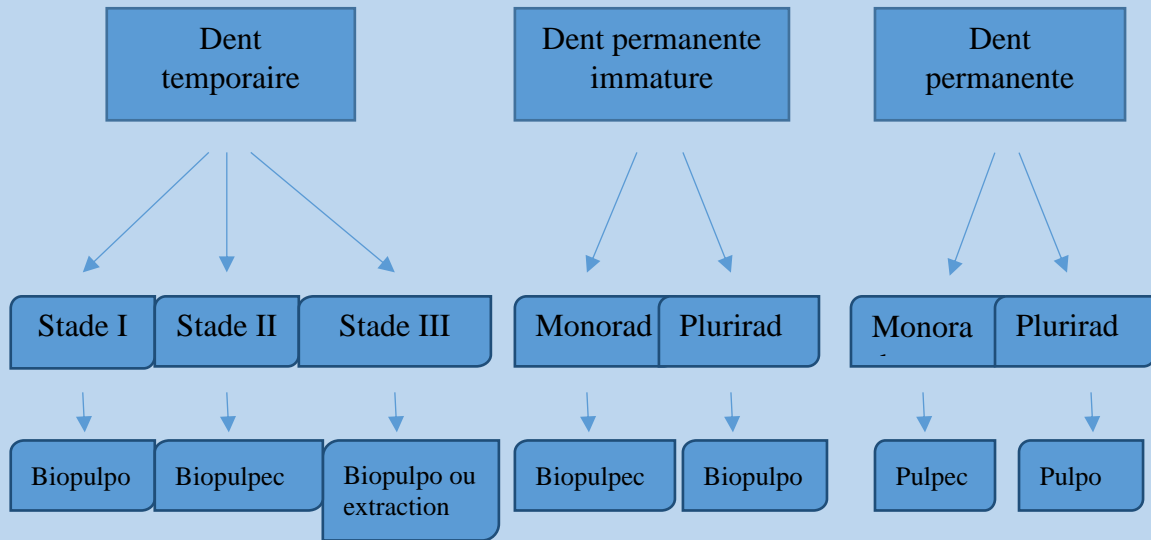 Dent
temporaire
Dent permanente
immature
Dent
permanente
Stade I
Stade II
Stade III
Monorad
Plurirad
Monora
Plurirad
Biopulpo
Biopulpec
Biopulpo ou
extraction
Biopulpec
Biopulpo
Pulpec
Pulpo